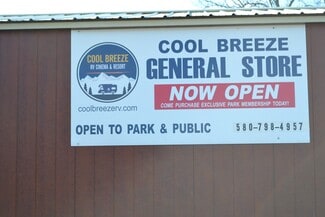 COOL BREEZE
RV CINEMA & RESORT
coolbreezerv.com
COOL BREEZE
GENERAL STORE
NOW OPEN
COME PURCHASE EXCLUSIVE PARK MEMBERSHIP TODAY!
OPEN TO PARK & PUBLIC
580-798-4957